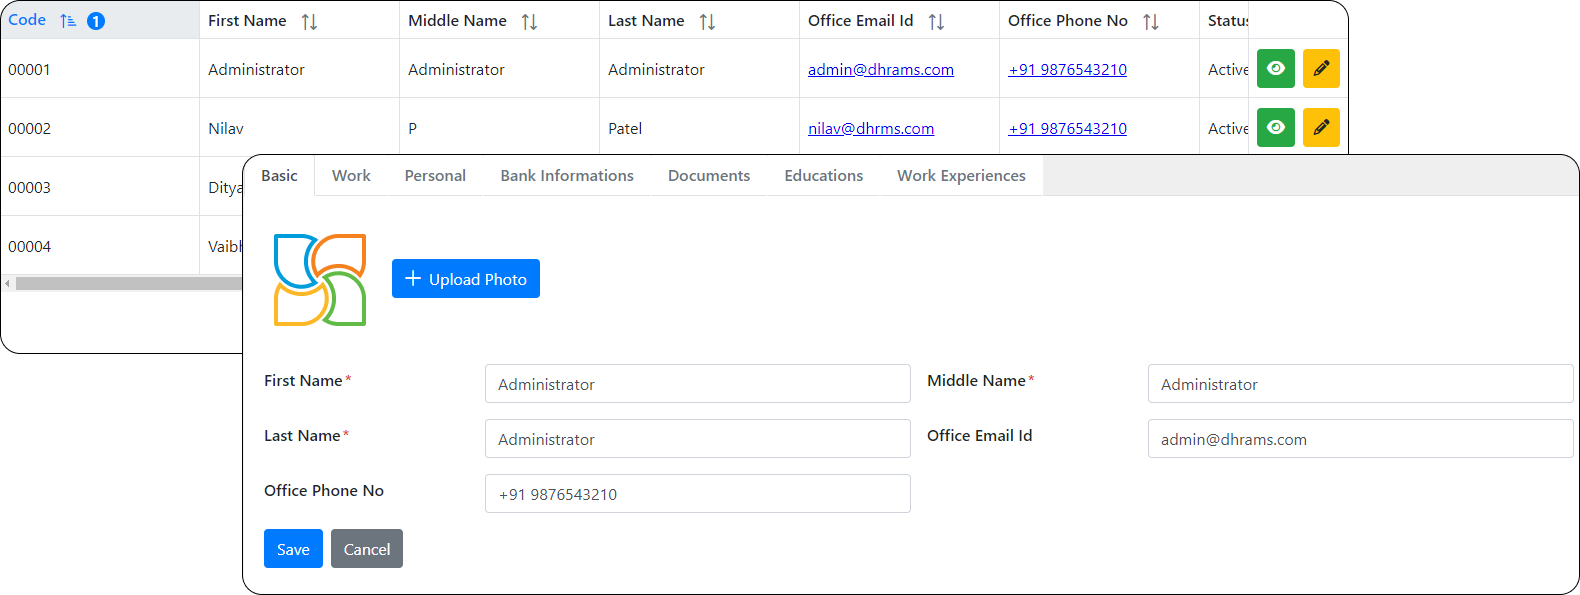 Code 1 First Name Middle Name Last Name Office Email Id Office Phone No Status
00001 Administrator Administrator Administrator admin@dhrams.com +91 9876543210 Active
00002 Nilav P Patel nilav@dhrms.com +91 9876543210 Active
00003
00004
Basic Work Personal Bank Informations Documents Educations Work Experiences
Upload Photo
First Name* Administrator Middle Name* Administrator
Last Name* Administrator Office Email Id admin@dhrams.com
Office Phone No +91 9876543210
Save Cancel